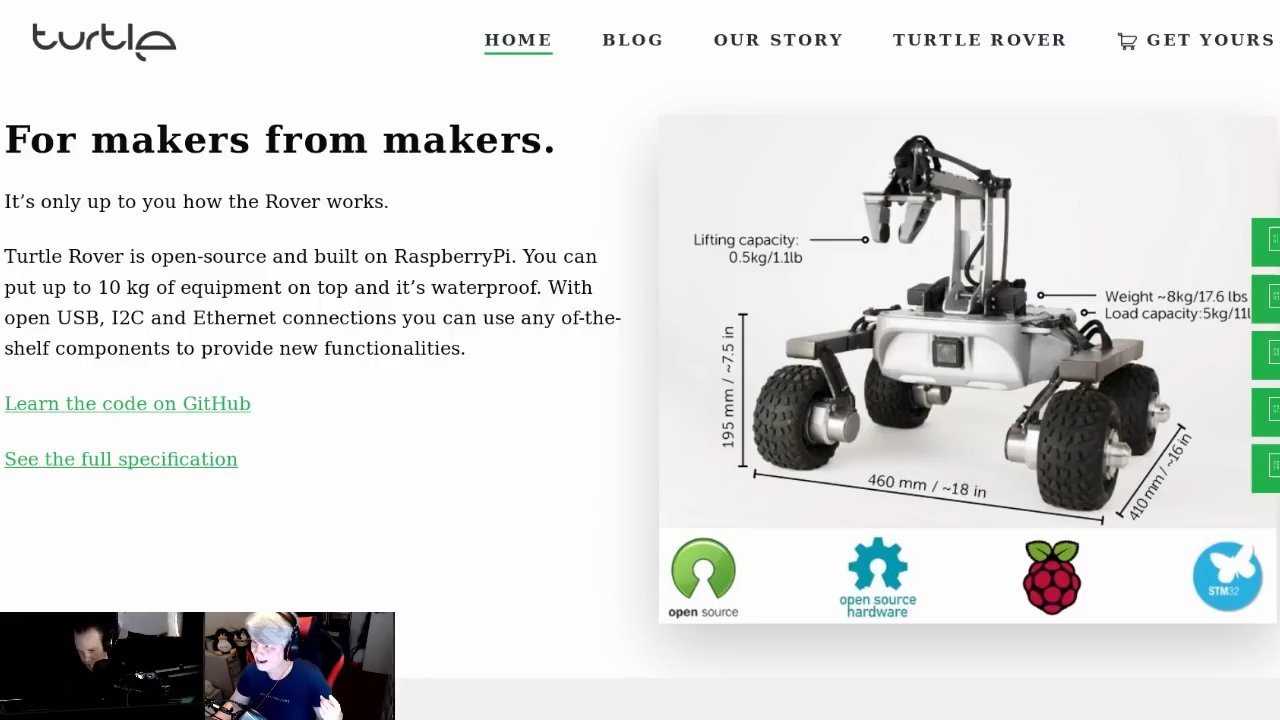 turtle
HOME
BLOG
OUR STORY
TURTLE ROVER
GET YOURS
For makers from makers.
It’s only up to you how the Rover works.
Turtle Rover is open-source and built on RaspberryPi. You can
put up to 10 kg of equipment on top and it’s waterproof. With
open USB, I2C and Ethernet connections you can use any of-the-
shelf components to provide new functionalities.
Learn the code on GitHub
See the full specification
Lifting capacity:
0.5kg/1.1lb
Weight ~8kg/17.6 lbs
Load capacity:5kg/11l
195 mm / ~7.5 in
460 mm / ~18 in
410 mm / ~16 in
open source
open source
hardware
STM32